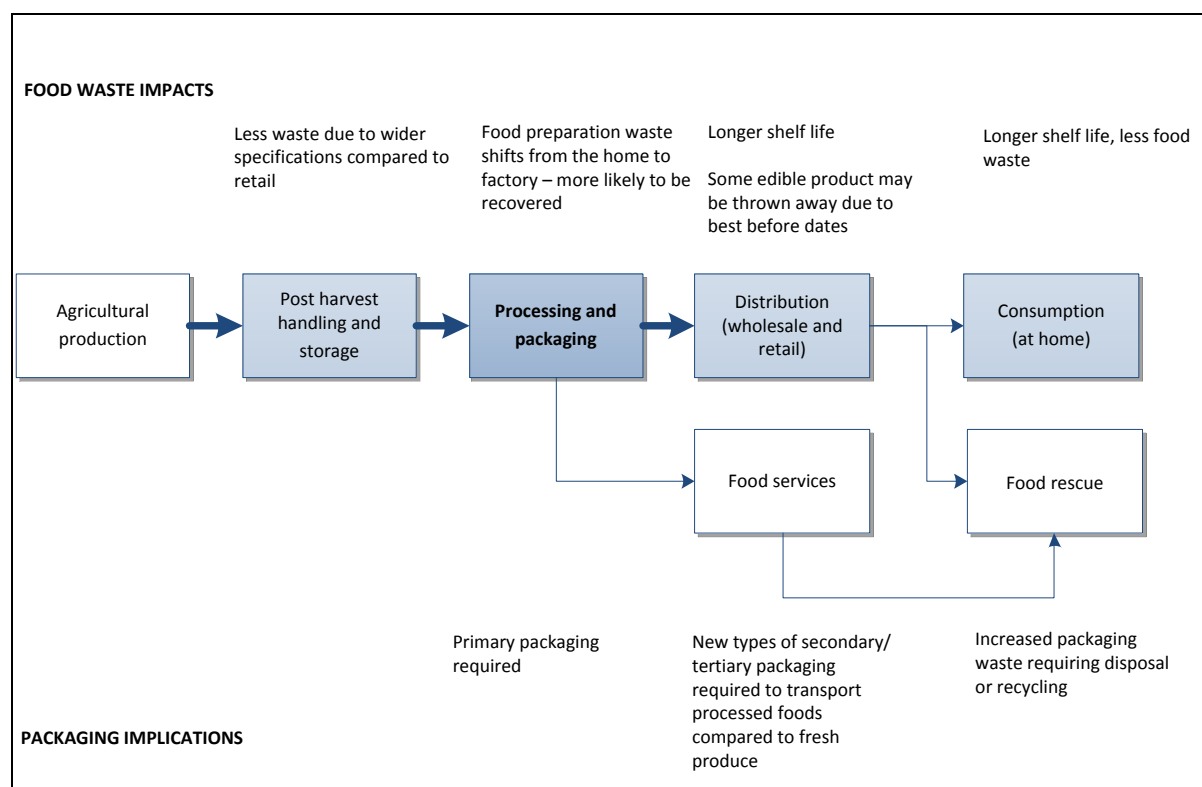 FOOD WASTE IMPACTS
Less waste due to wider
specifications compared to
retail
Food preparation waste
shifts from the home to
factory – more likely to be
recovered
Longer shelf life
Some edible product may
be thrown away due to
best before dates
Longer shelf life, less food
waste
Agricultural
production
Post harvest
handling and
storage
Processing and
packaging
Distribution
(wholesale and
retail)
Consumption
(at home)
Food services
Food rescue
Primary packaging
required
New types of secondary/
tertiary packaging
required to transport
processed foods
compared to fresh
produce
Increased packaging
waste requiring disposal
or recycling
PACKAGING IMPLICATIONS